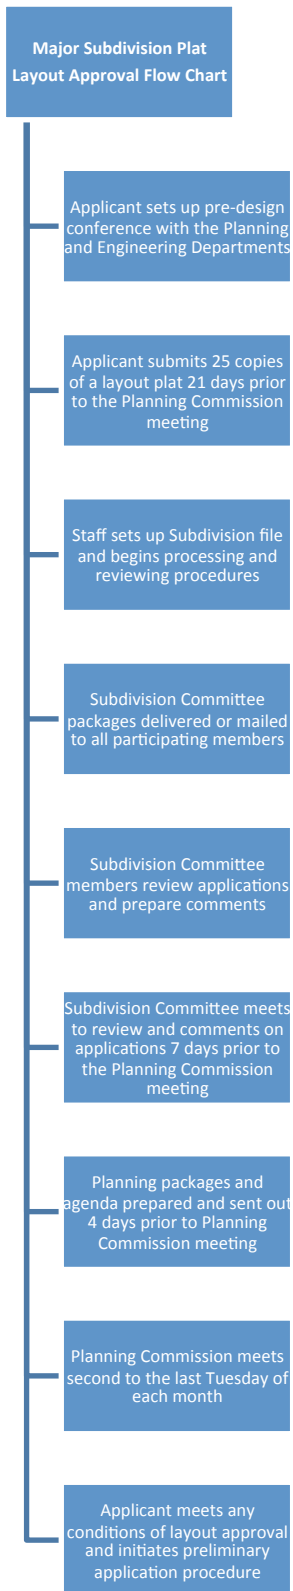 Major Subdivision Plat
Layout Approval Flow Chart
Applicant sets up pre-design
conference with the Planning
and Engineering Departments
Applicant submits 25 copies
of a layout plat 21 days prior
to the Planning Commission
meeting
Staff sets up Subdivision file
and begins processing and
reviewing procedures
Subdivision Committee
packages delivered or mailed
to all participating members
Subdivision Committee
members review applications
and prepare comments
Subdivision Committee meets
to review and comments on
applications 7 days prior to
the Planning Commission
meeting
Planning packages and
agenda prepared and sent out
4 days prior to Planning
Commission meeting
Planning Commission meets
second to the last Tuesday of
each month
Applicant meets any
conditions of layout approval
and initiates preliminary
application procedure